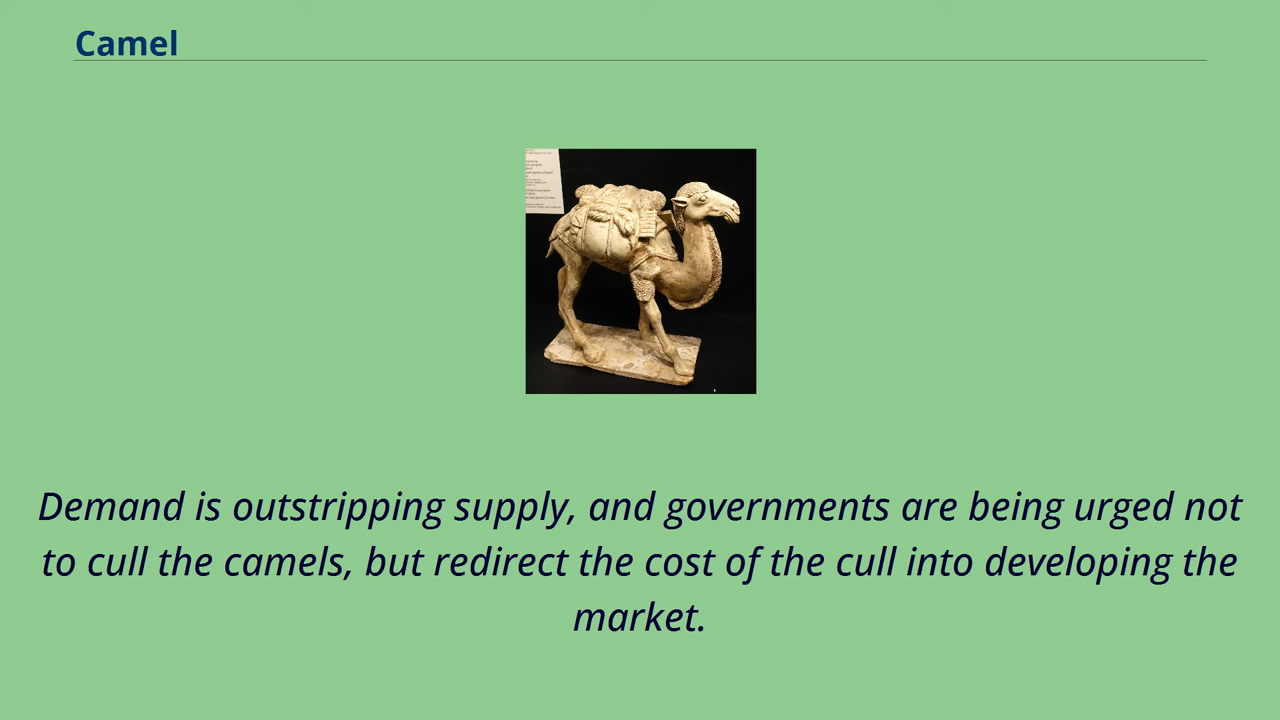 Camel
Demand is outstripping supply, and governments are being urged not
to cull the camels, but redirect the cost of the cull into developing the
market.